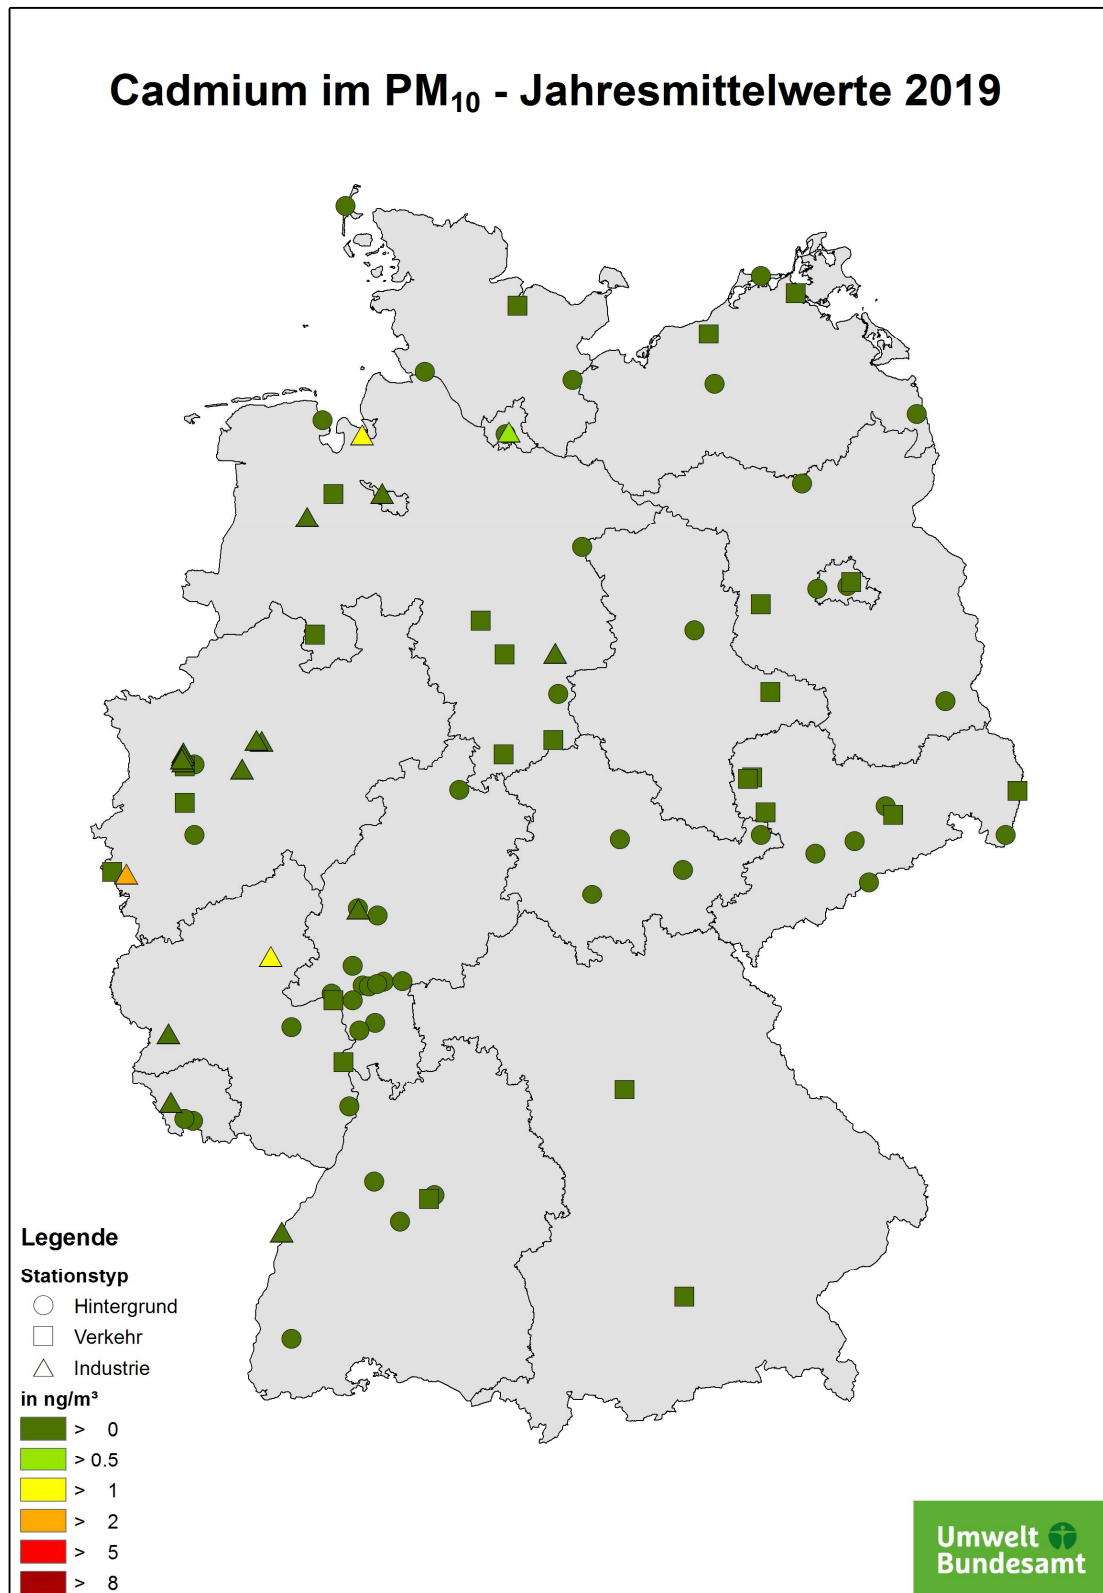 Cadmium im PM₁₀ - Jahresmittelwerte 2019
Legende
Stationstyp
Hintergrund
Verkehr
Industrie
in ng/m³
> 0
> 0.5
> 1
> 2
> 5
> 8
Umwelt
Bundesamt